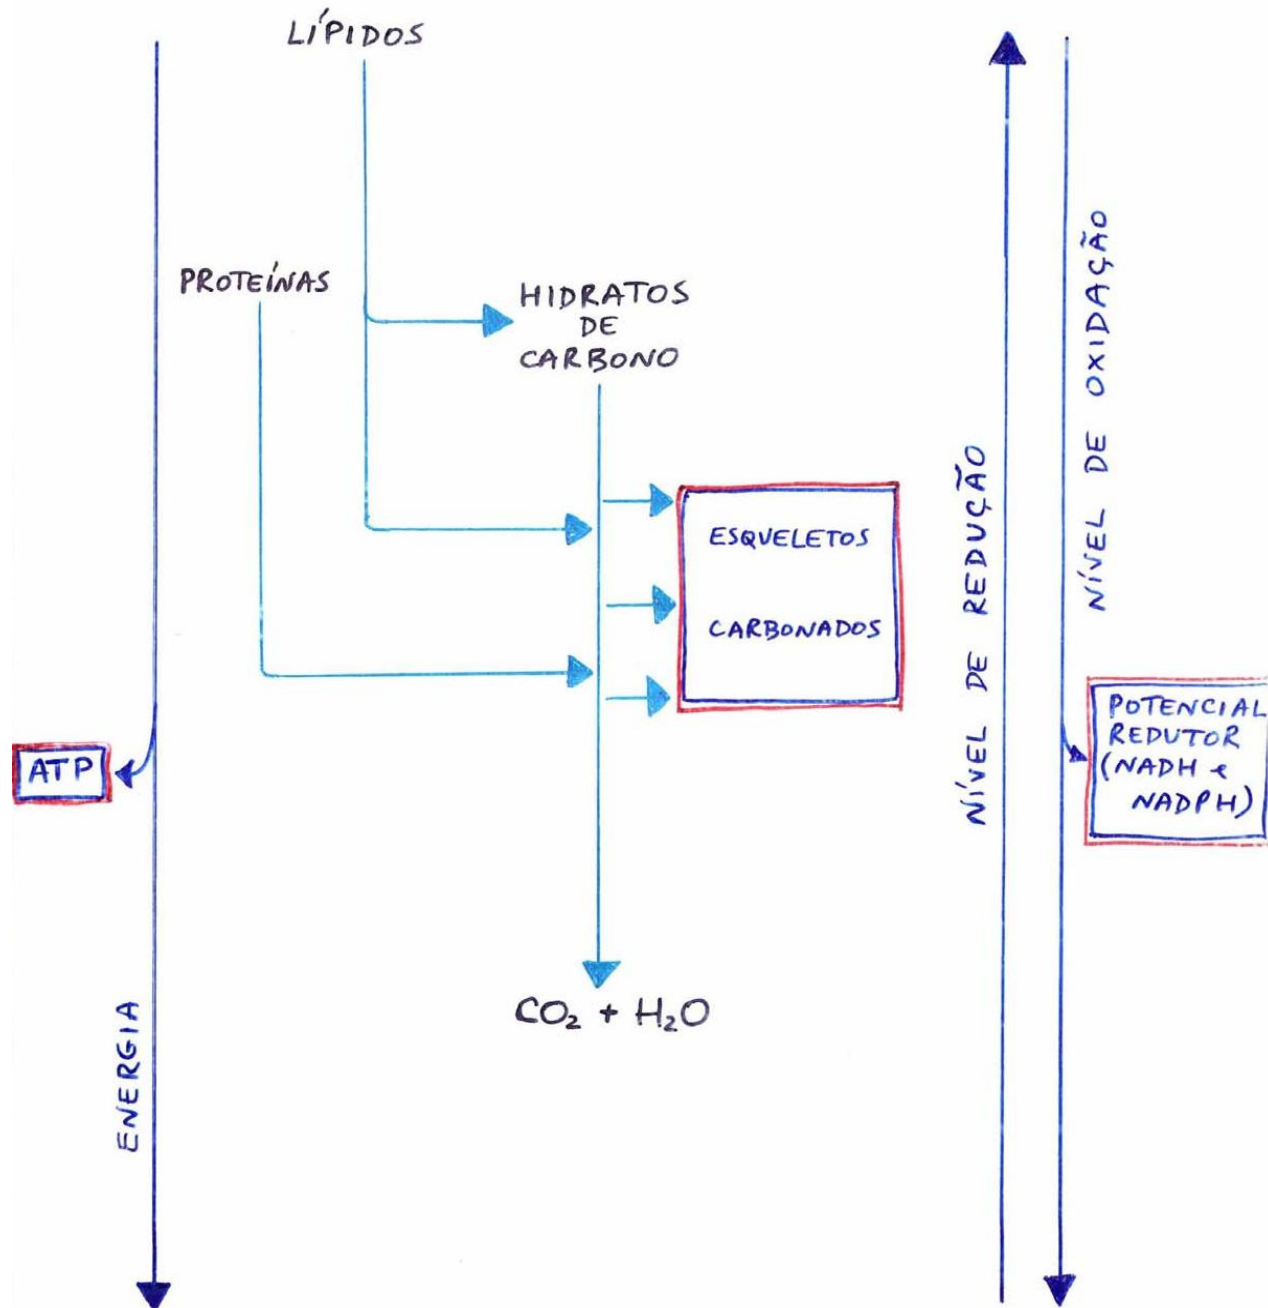 LÍPIDOS
PROTEÍNAS
HIDRATOS
DE
CARBONO
ESQUELETOS
CARBONADOS
NÍVEL DE REDUÇÃO
NÍVEL DE OXIDAÇÃO
POTENCIAL
REDUTOR
(NADH e
NADPH)
ATP
ENERGIA
CO₂ + H₂O